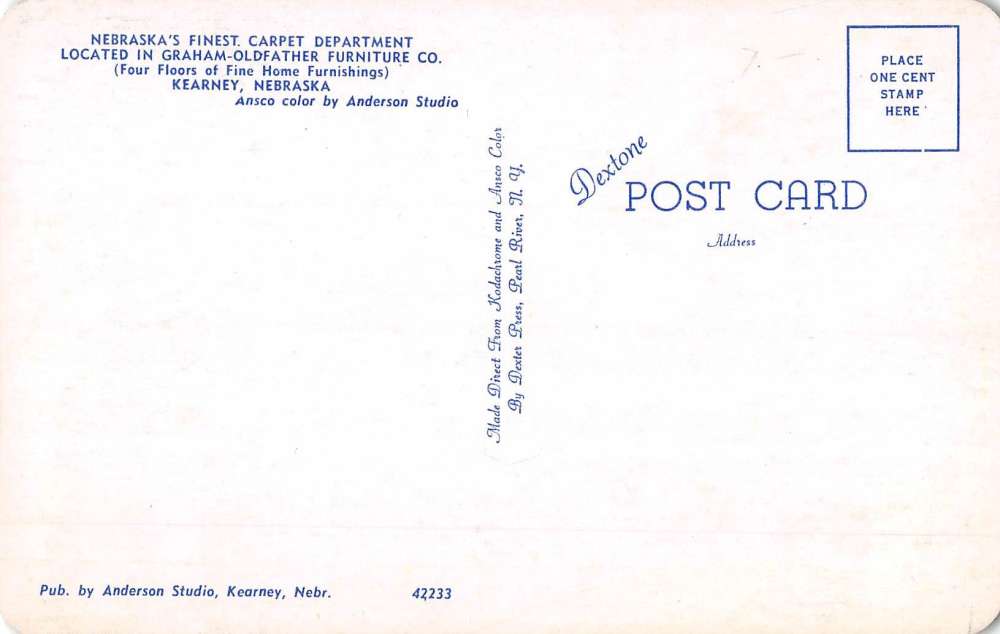 NEBRASKA'S FINEST. CARPET DEPARTMENT
LOCATED IN GRAHAM-OLDFATHER FURNITURE CO.
(Four Floors of Fine Home Furnishings)
KEARNEY, NEBRASKA
Ansco color by Anderson Studio
Made Direct From Kodachrome and Ansco Color
By Dexter Press, Pearl River, N. Y.
PLACE
ONE CENT
STAMP
HERE
Dextone
POST CARD
Address
Pub. by Anderson Studio, Kearney, Nebr. 42233